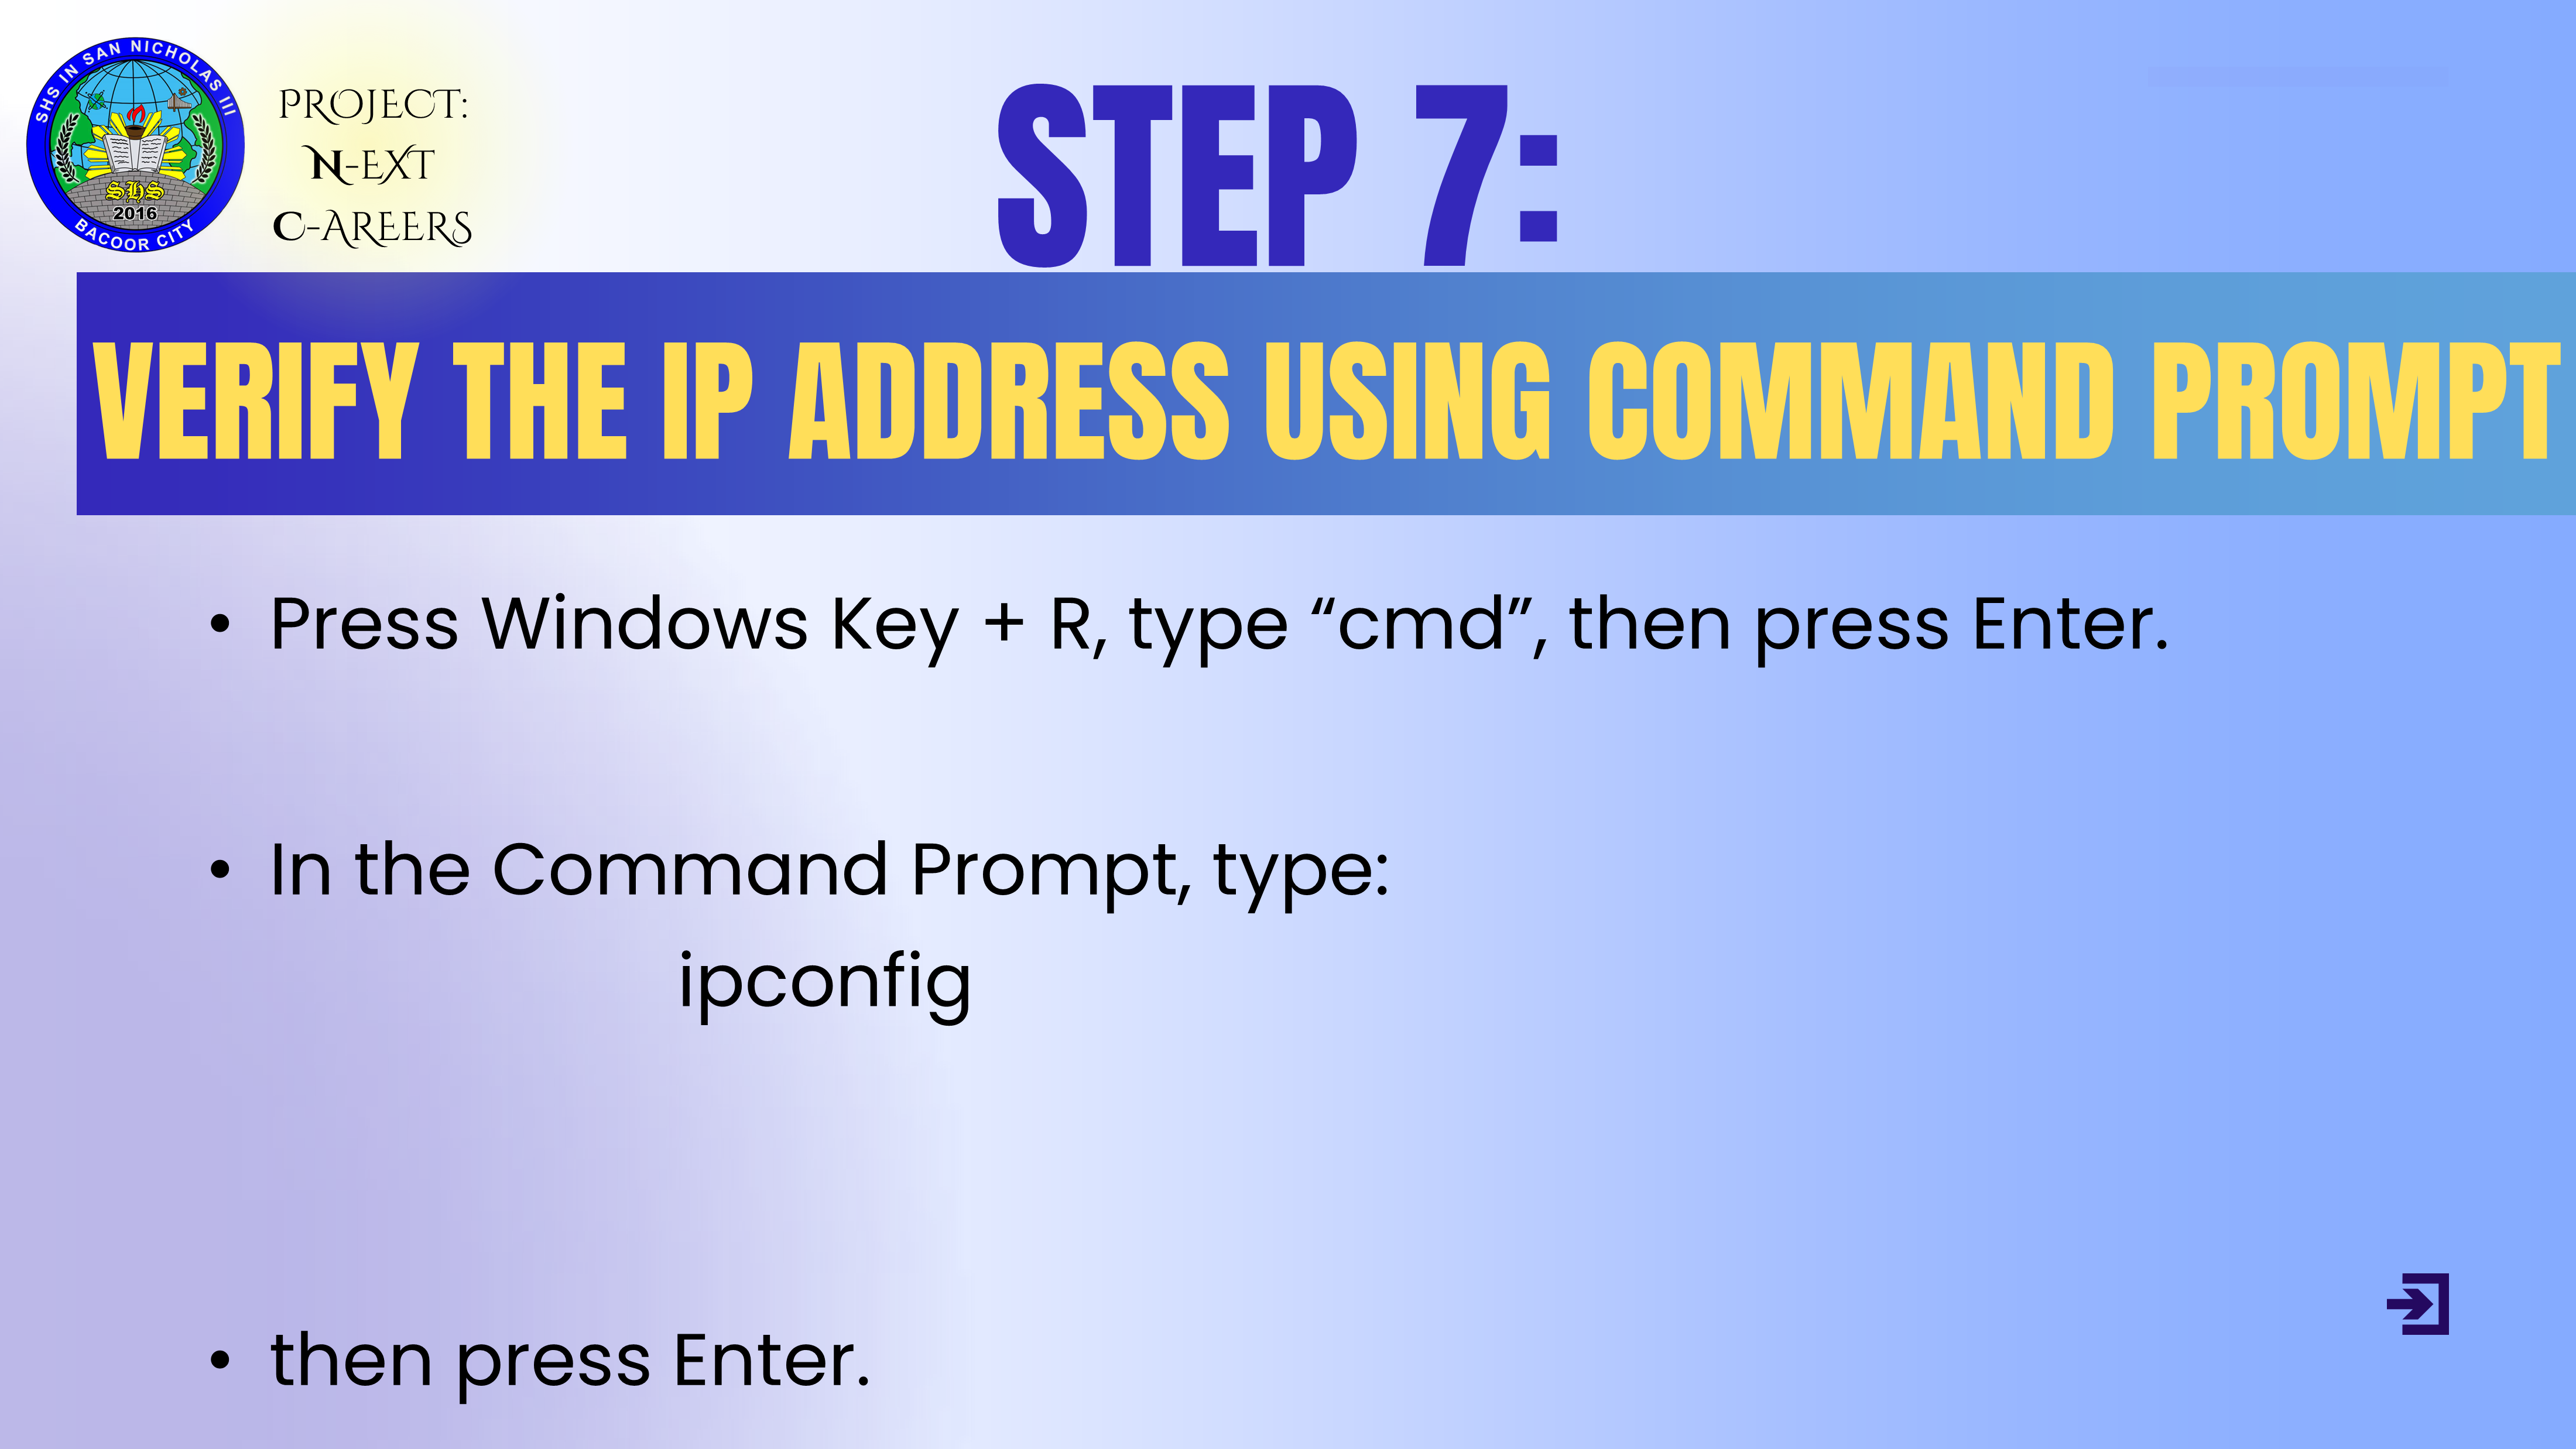 SHS IN SAN NICHOLAS III
SHS
2016
BACOOR CITY
PROJECT:
N-EXT
C-AREERS
STEP 7:
VERIFY THE IP ADDRESS USING COMMAND PROMPT
• Press Windows Key + R, type “cmd”, then press Enter.
• In the Command Prompt, type:
ipconfig
• then press Enter.